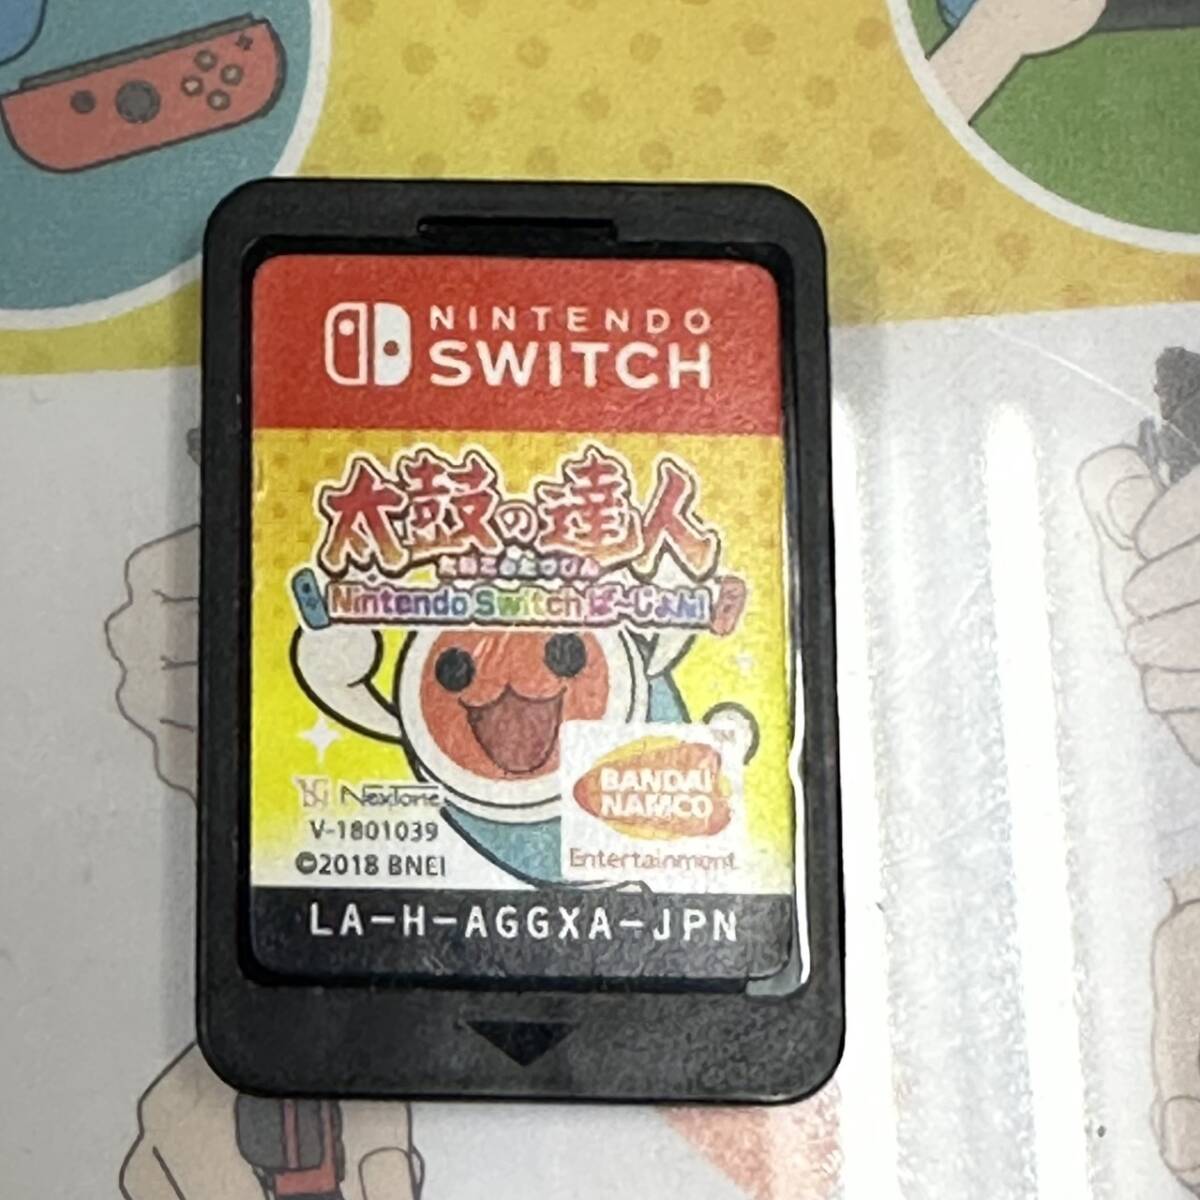 NINTENDO
SWITCH
太鼓の達人
たいこのたつじん
Nintendo Switchば～じょん!
NexTone
V-1801039
©2018 BNEI
BANDAI
NAMCO
TM
Entertainment
LA-H-AGGXA-JPN